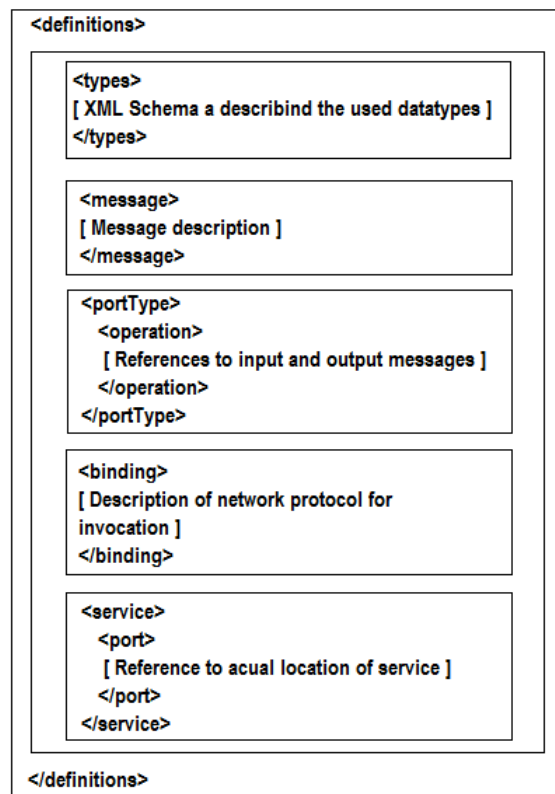 <definitions>
<types>
[ XML Schema a describind the used datatypes ]
</types>
<message>
[ Message description ]
</message>
<portType>
<operation>
[ References to input and output messages ]
</operation>
</portType>
<binding>
[ Description of network protocol for
invocation ]
</binding>
<service>
<port>
[ Reference to acual location of service ]
</port>
</service>
</definitions>